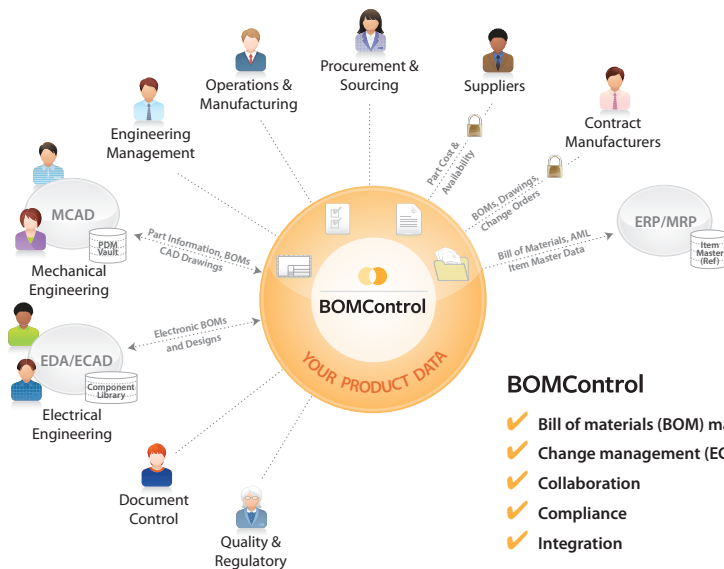 Procurement &
Sourcing
Operations &
Manufacturing
Suppliers
Engineering
Management
Contract
Manufacturers
Part Cost &
Availability
BOMs, Drawings,
Change Orders
MCAD
PDM
Vault
Mechanical
Engineering
Part Information, BOMs
CAD Drawings
ERP/MRP
Item
Master
(Ref)
Bill of Materials, AML
Item Master Data
BOMControl
YOUR PRODUCT DATA
Electronic BOMs
and Designs
EDA/ECAD
Component
Library
Electrical
Engineering
Document
Control
Quality &
Regulatory
BOMControl
Bill of materials (BOM)
Change management
Collaboration
Compliance
Integration